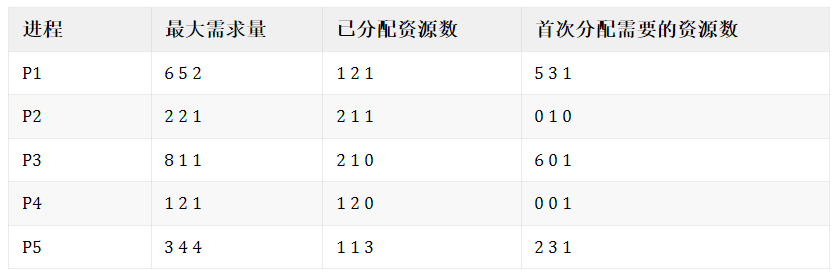 进程 最大需求量 已分配资源数 首次分配需要的资源数
P1 6 5 2 1 2 1 5 3 1
P2 2 2 1 2 1 1 0 1 0
P3 8 1 1 2 1 0 6 0 1
P4 1 2 1 1 2 0 0 0 1
P5 3 4 4 1 1 3 2 3 1